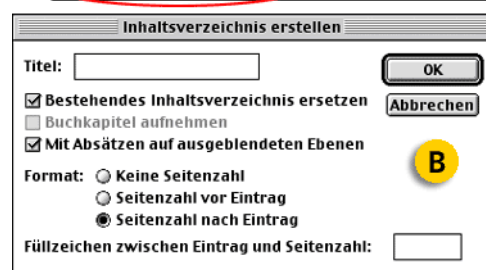 Inhaltsverzeichnis erstellen
Titel:
OK
Bestehendes Inhaltsverzeichnis ersetzen
Abbrechen
Buchkapitel aufnehmen
Mit Absätzen auf ausgeblendeten Ebenen
B
Format: Keine Seitenzahl
Seitenzahl vor Eintrag
Seitenzahl nach Eintrag
Füllzeichen zwischen Eintrag und Seitenzahl: